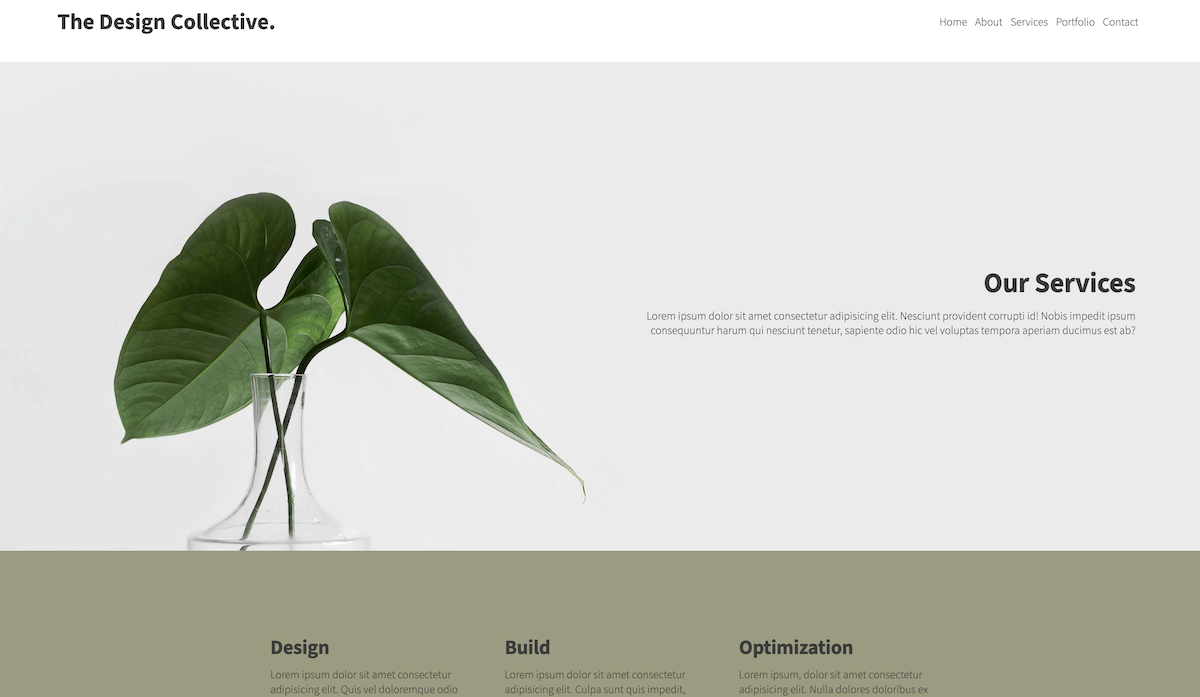 The Design Collective.
Home About Services Portfolio Contact
Our Services
Lorem ipsum dolor sit amet consectetur adipisicing elit. Nesciunt provident corrupti id! Nobis impedit ipsum
consequuntur harum qui nesciunt tenetur, sapiente odio hic vel voluptas tempora aperiam ducimus est ab?
Design
Lorem ipsum dolor sit amet consectetur
adipisicing elit. Quis vel doloremque odio
Build
Lorem ipsum dolor sit amet consectetur
adipisicing elit. Culpa sunt quis impedit,
Optimization
Lorem ipsum, dolor sit amet consectetur
adipisicing elit. Nulla dolores doloribus ex